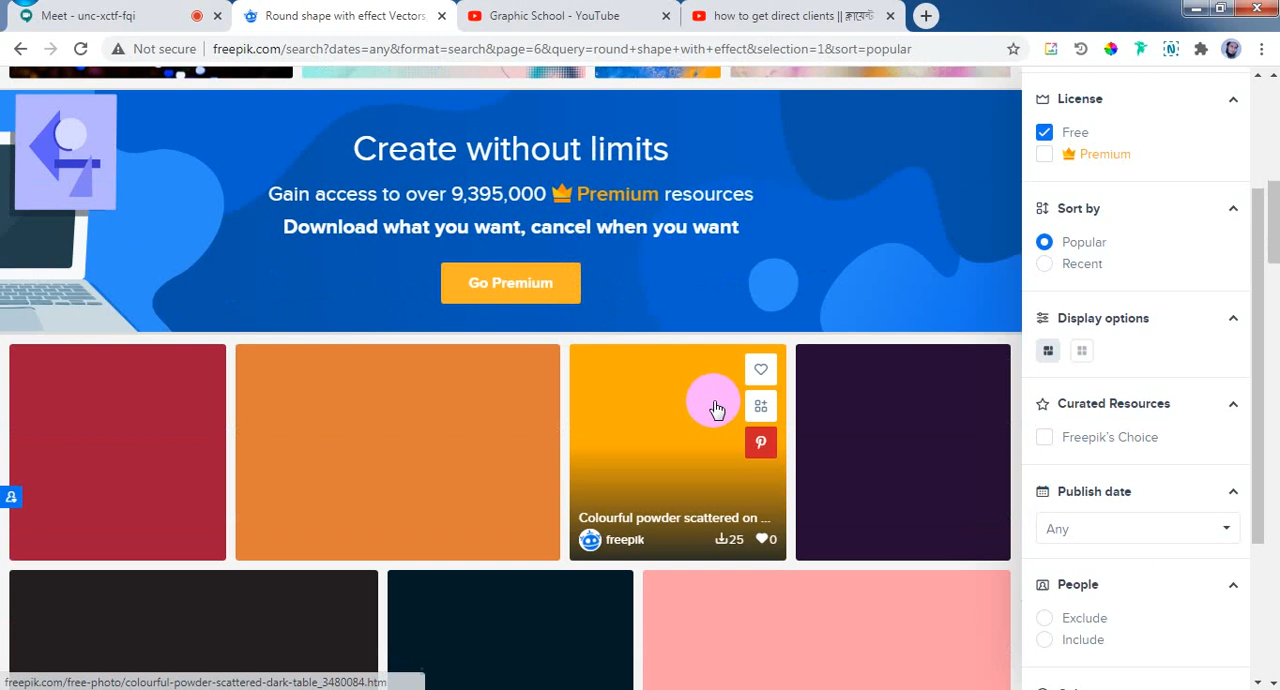 Meet - unc-xctf-fqi
Round shape with effect Vectors,
Graphic School - YouTube
how to get direct clients || ক্লায়েন্ট
Not secure
freepik.com/search?dates=any&format=search&page=6&query=round+shape+with+effect&selection=1&sort=popular
Create without limits
Gain access to over 9,395,000 Premium resources
Download what you want, cancel when you want
Go Premium
Colourful powder scattered on ...
freepik
25
0
License
Free
Premium
Sort by
Popular
Recent
Display options
Curated Resources
Freepik's Choice
Publish date
Any
People
Exclude
Include
freepik.com/free-photo/colourful-powder-scattered-dark-table_3480084.htm